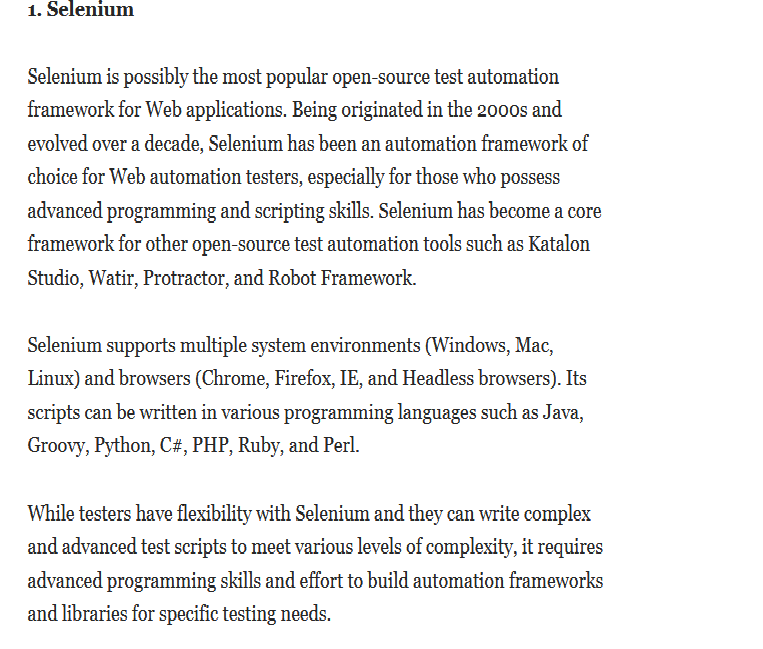 1. Selenium
Selenium is possibly the most popular open-source test automation
framework for Web applications. Being originated in the 2000s and
evolved over a decade, Selenium has been an automation framework of
choice for Web automation testers, especially for those who possess
advanced programming and scripting skills. Selenium has become a core
framework for other open-source test automation tools such as Katalon
Studio, Watir, Protractor, and Robot Framework.
Selenium supports multiple system environments (Windows, Mac,
Linux) and browsers (Chrome, Firefox, IE, and Headless browsers). Its
scripts can be written in various programming languages such as Java,
Groovy, Python, C#, PHP, Ruby, and Perl.
While testers have flexibility with Selenium and they can write complex
and advanced test scripts to meet various levels of complexity, it requires
advanced programming skills and effort to build automation frameworks
and libraries for specific testing needs.